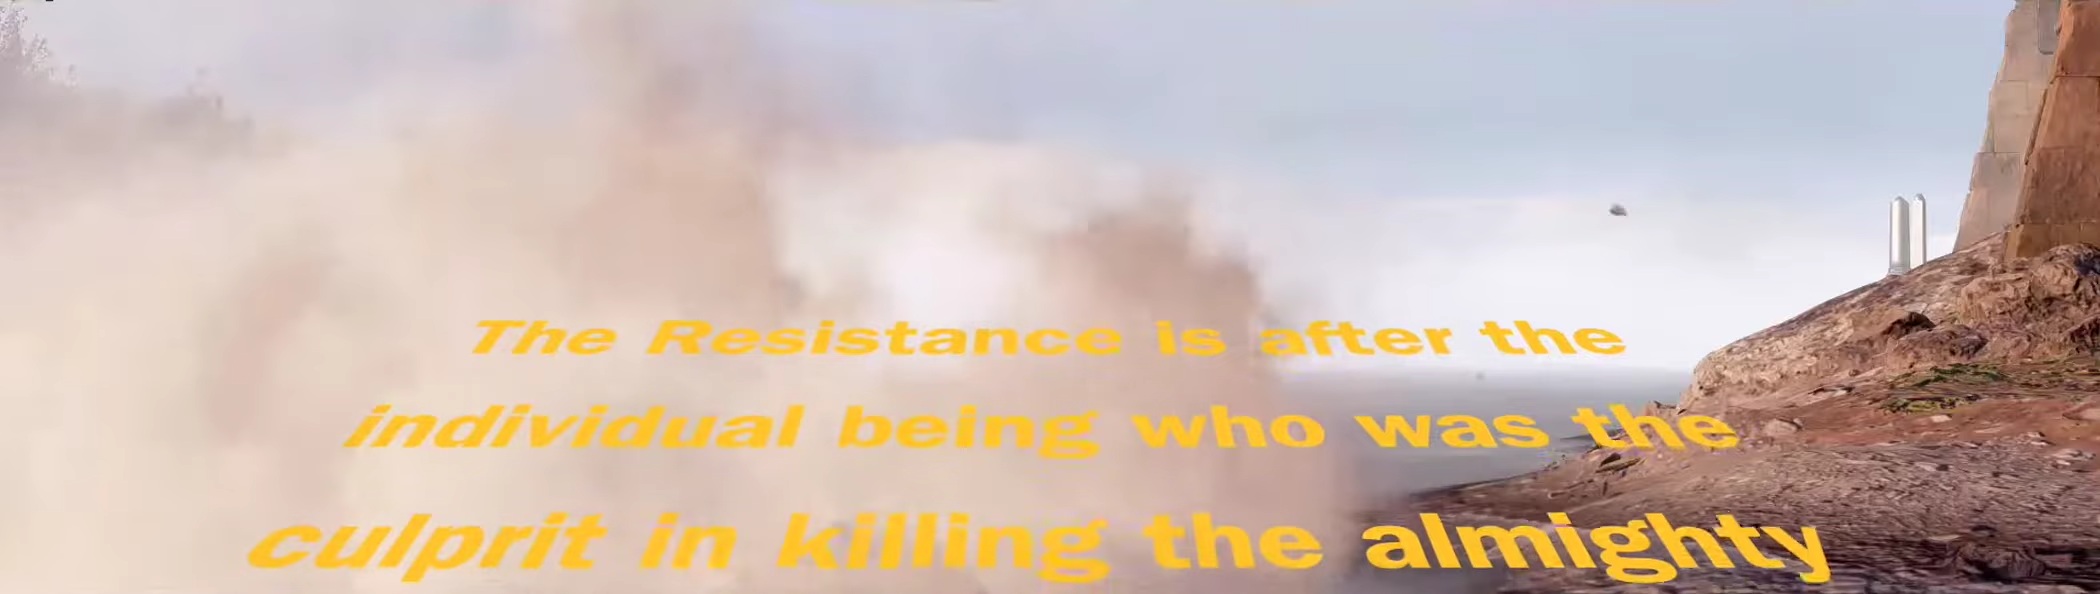 The Resistance is after the
individual being who was the
culprit in killing the almighty